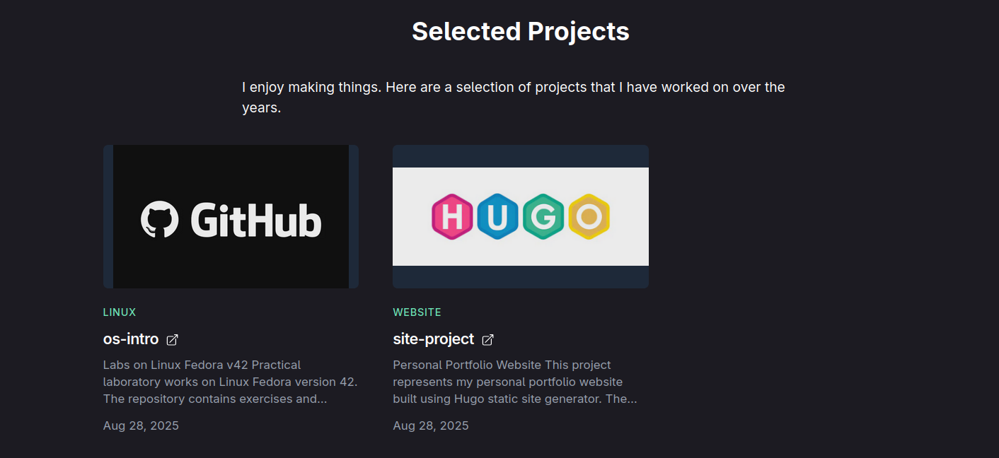 Selected Projects
I enjoy making things. Here are a selection of projects that I have worked on over the
years.
GitHub
HUGO
LINUX
os-intro
Labs on Linux Fedora v42 Practical
laboratory works on Linux Fedora version 42.
The repository contains exercises and...
Aug 28, 2025
WEBSITE
site-project
Personal Portfolio Website This project
represents my personal portfolio website
built using Hugo static site generator. The...
Aug 28, 2025